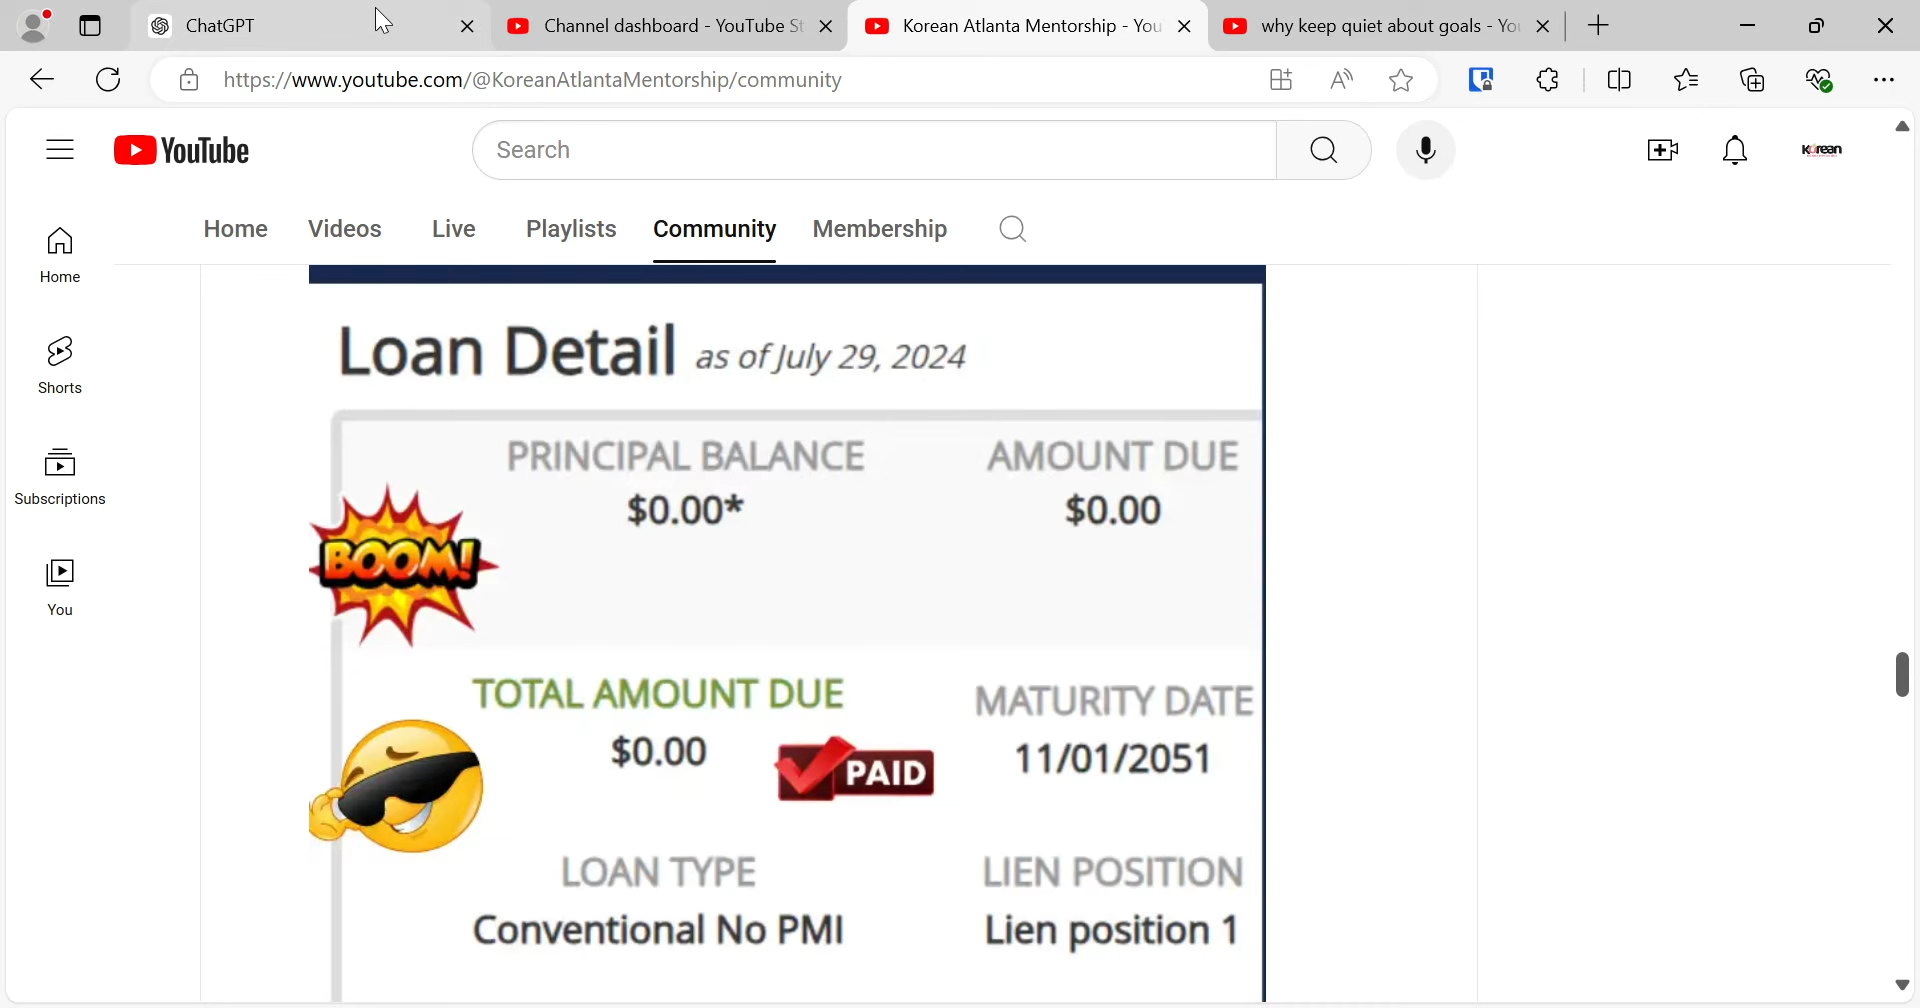 ChatGPT
Channel dashboard - YouTube St
Korean Atlanta Mentorship - You
why keep quiet about goals - You
https://www.youtube.com/@KoreanAtlantaMentorship/community
YouTube
Search
Korean
Home Videos Live Playlists Community Membership
Home
Shorts
Subscriptions
You
Loan Detail as of July 29, 2024
PRINCIPAL BALANCE AMOUNT DUE
$0.00* $0.00
BOOM!
TOTAL AMOUNT DUE MATURITY DATE
$0.00 PAID 11/01/2051
LOAN TYPE LIEN POSITION
Conventional No PMI Lien position 1